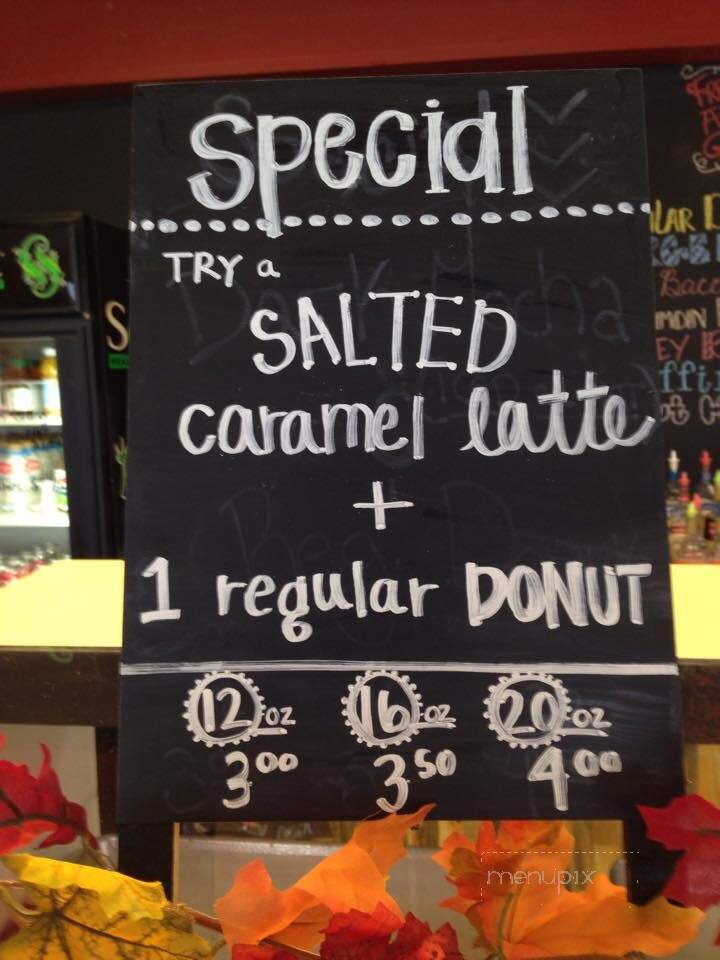 Special
TRY a
SALTED
caramel latte
+
1 regular DONUT
12 oz 16 oz 20 oz
3.00 3.50 4.00
menupix